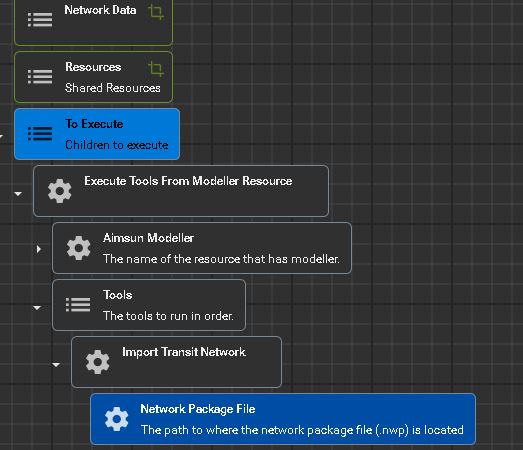 Network Data
Resources
Shared Resources
To Execute
Children to execute
Execute Tools From Modeller Resource
Aimsun Modeller
The name of the resource that has modeller.
Tools
The tools to run in order.
Import Transit Network
Network Package File
The path to where the network package file (.nwp) is located